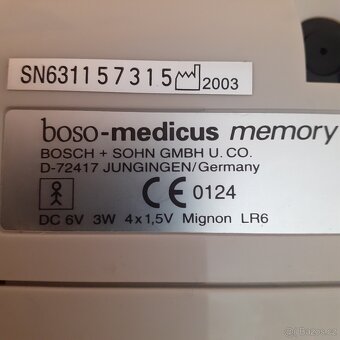 SN631157315 2003
boso-medicus memory
BOSCH + SOHN GMBH U. CO.
D-72417 JUNGINGEN/Germany
CE 0124
DC 6V 3W 4x1,5V Mignon LR6